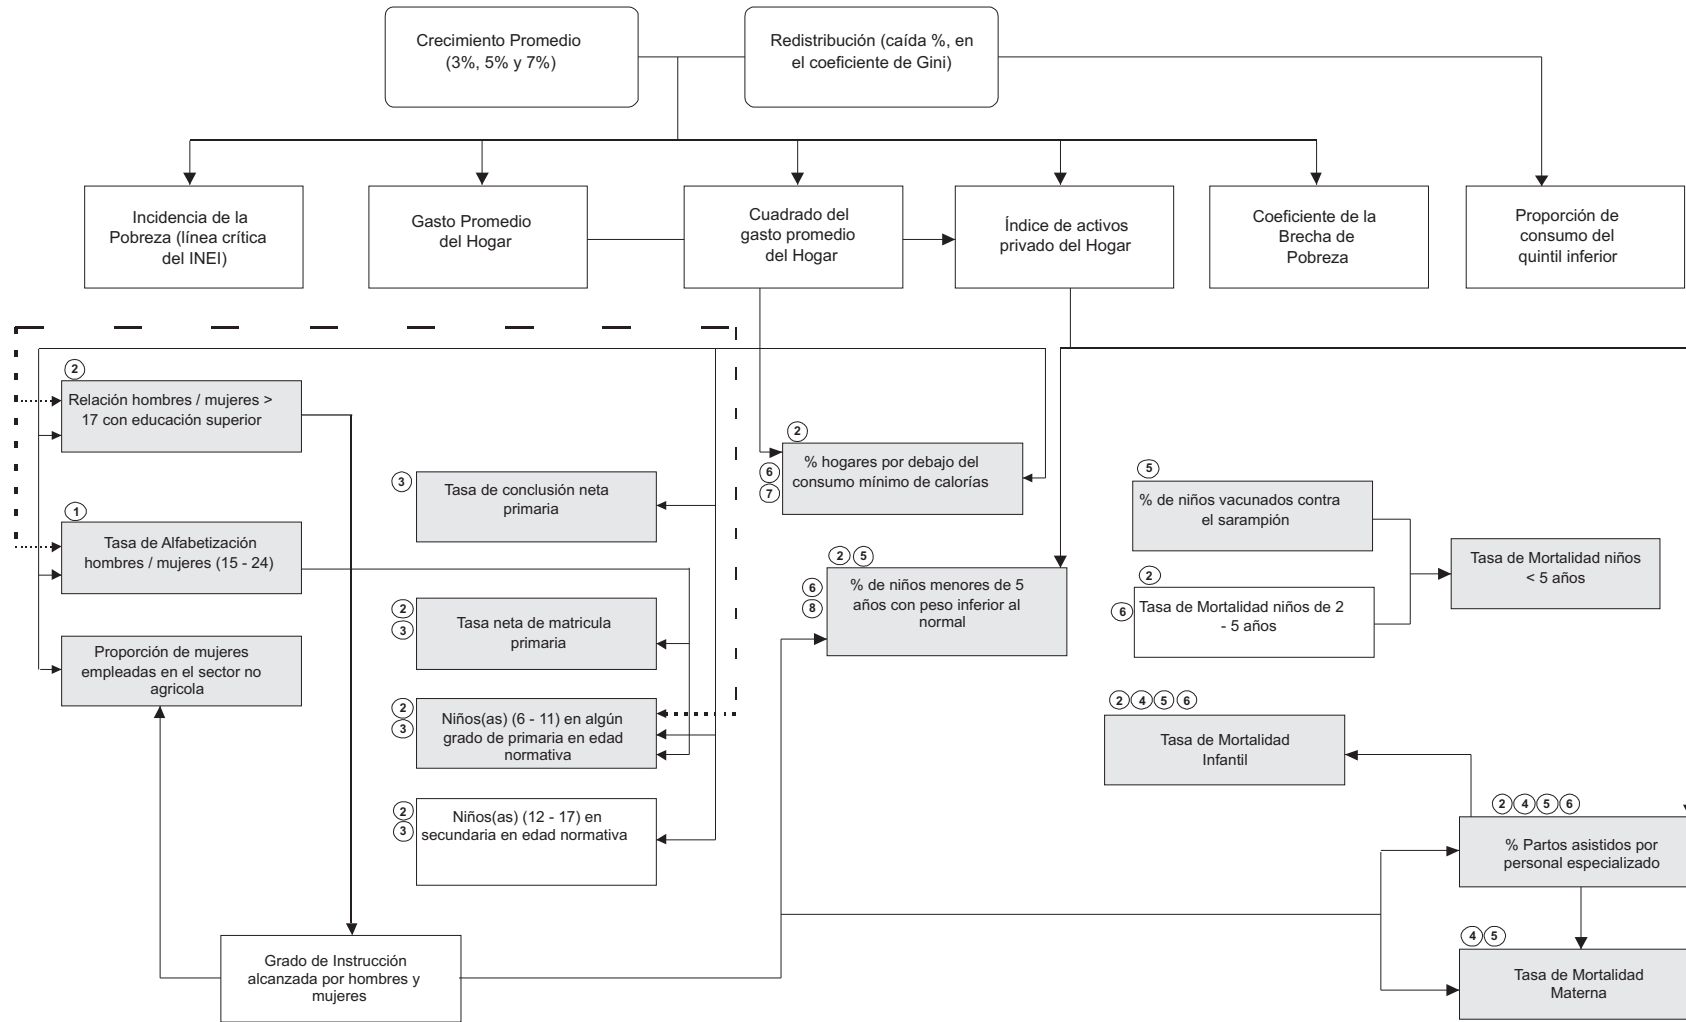 Crecimiento Promedio
(3%, 5% y 7%)
Redistribución (caída %, en
el coeficiente de Gini)
Incidencia de la
Pobreza (línea crítica
del INEI)
Gasto Promedio
del Hogar
Cuadrado del
gasto promedio
del Hogar
Índice de activos
privado del Hogar
Coeficiente de la
Brecha de
Pobreza
Proporción de
consumo del
quintil inferior
2
Relación hombres / mujeres >
17 con educación superior
1
Tasa de Alfabetización
hombres / mujeres (15 - 24)
Proporción de mujeres
empleadas en el sector no
agricola
3
Tasa de conclusión neta
primaria
2
3
Tasa neta de matricula
primaria
2
3
Niños(as) (6 - 11) en algún
grado de primaria en edad
normativa
2
3
Niños(as) (12 - 17) en
secundaria en edad normativa
Grado de Instrucción
alcanzada por hombres y
mujeres
2
6
7
% hogares por debajo del
consumo mínimo de calorías
2 5
6
8
% de niños menores de 5
años con peso inferior al
normal
5
% de niños vacunados contra
el sarampión
2
6
Tasa de Mortalidad niños de 2
- 5 años
Tasa de Mortalidad niños
< 5 años
2 4 5 6
Tasa de Mortalidad
Infantil
2 4 5 6
% Partos asistidos por
personal especializado
4 5
Tasa de Mortalidad
Materna